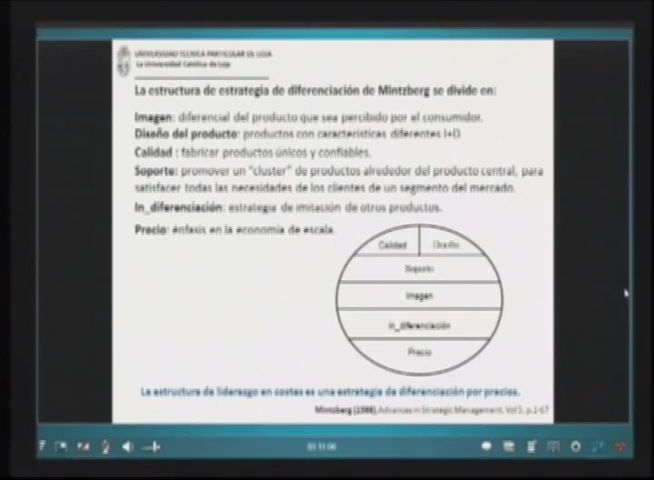 UNIVERSIDAD TÉCNICA PARTICULAR DE LOJA
La Universidad Católica de Loja
La estructura de estrategia de diferenciación de Mintzberg se divide en:
Imagen: diferencial del producto que sea percibido por el consumidor.
Diseño del producto: productos con características diferentes I+D.
Calidad : fabricar productos únicos y confiables.
Soporte: promover un "cluster" de productos alrededor del producto central, para
satisfacer todas las necesidades de los clientes de un segmento del mercado.
In_diferenciación: estrategia de imitación de otros productos.
Precio: énfasis en la economía de escala.
Calidad Diseño
Soporte
Imagen
In_diferenciación
Precio
La estructura de liderazgo en costes es una estrategia de diferenciación por precios.
Mintzberg (1988), Advances in Strategic Management, Vol 5, p.1-67